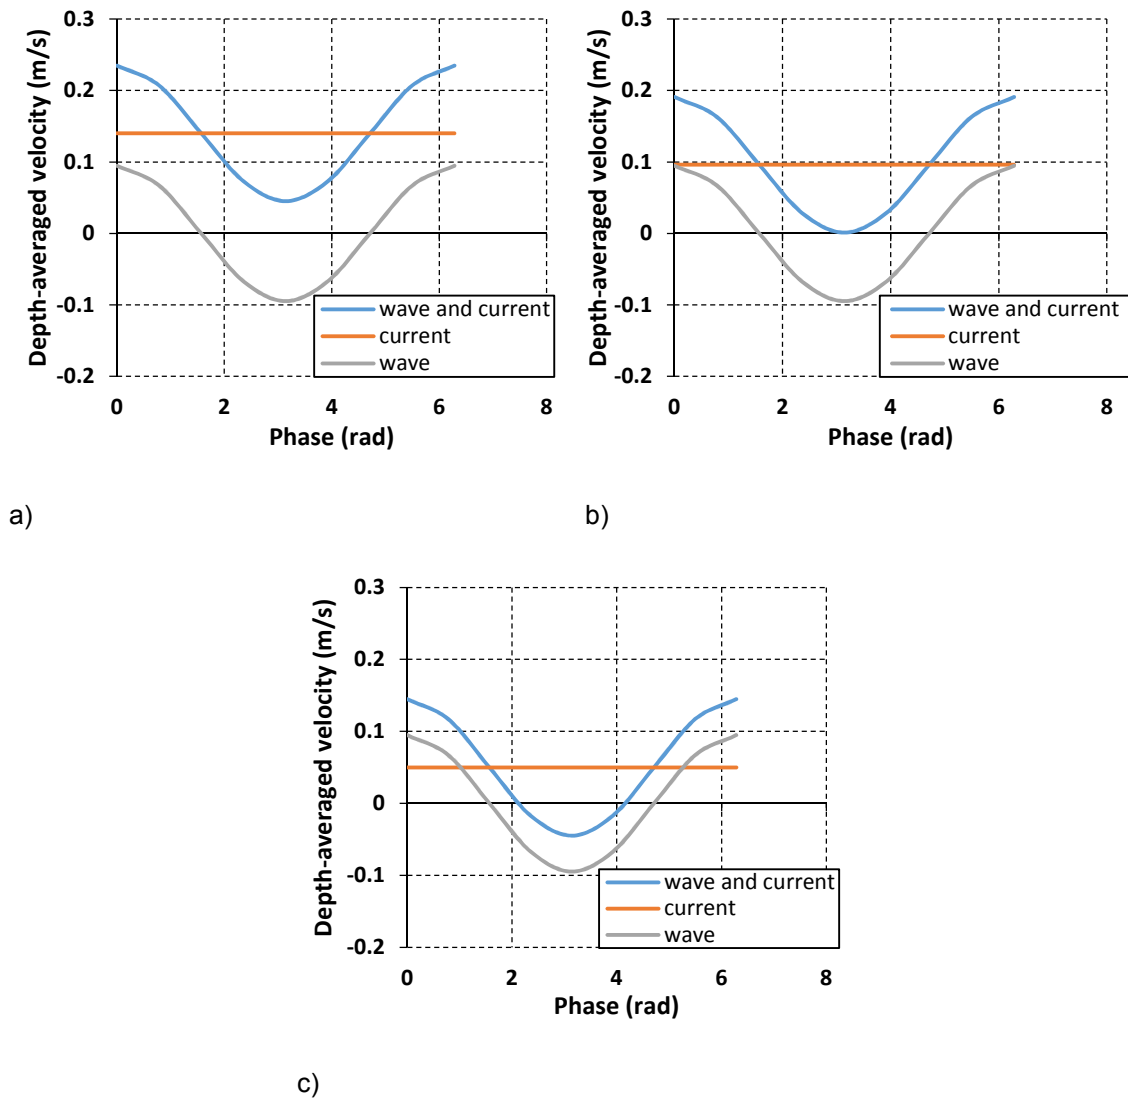 Depth-averaged velocity (m/s)
0.3
0.2
0.1
0
-0.1
-0.2
0 2 4 6 8
Phase (rad)
wave and current
current
wave
a)
Depth-averaged velocity (m/s)
0.3
0.2
0.1
0
-0.1
-0.2
0 2 4 6 8
Phase (rad)
wave and current
current
wave
b)
Depth-averaged velocity (m/s)
0.3
0.2
0.1
0
-0.1
-0.2
0 2 4 6 8
Phase (rad)
wave and current
current
wave
c)